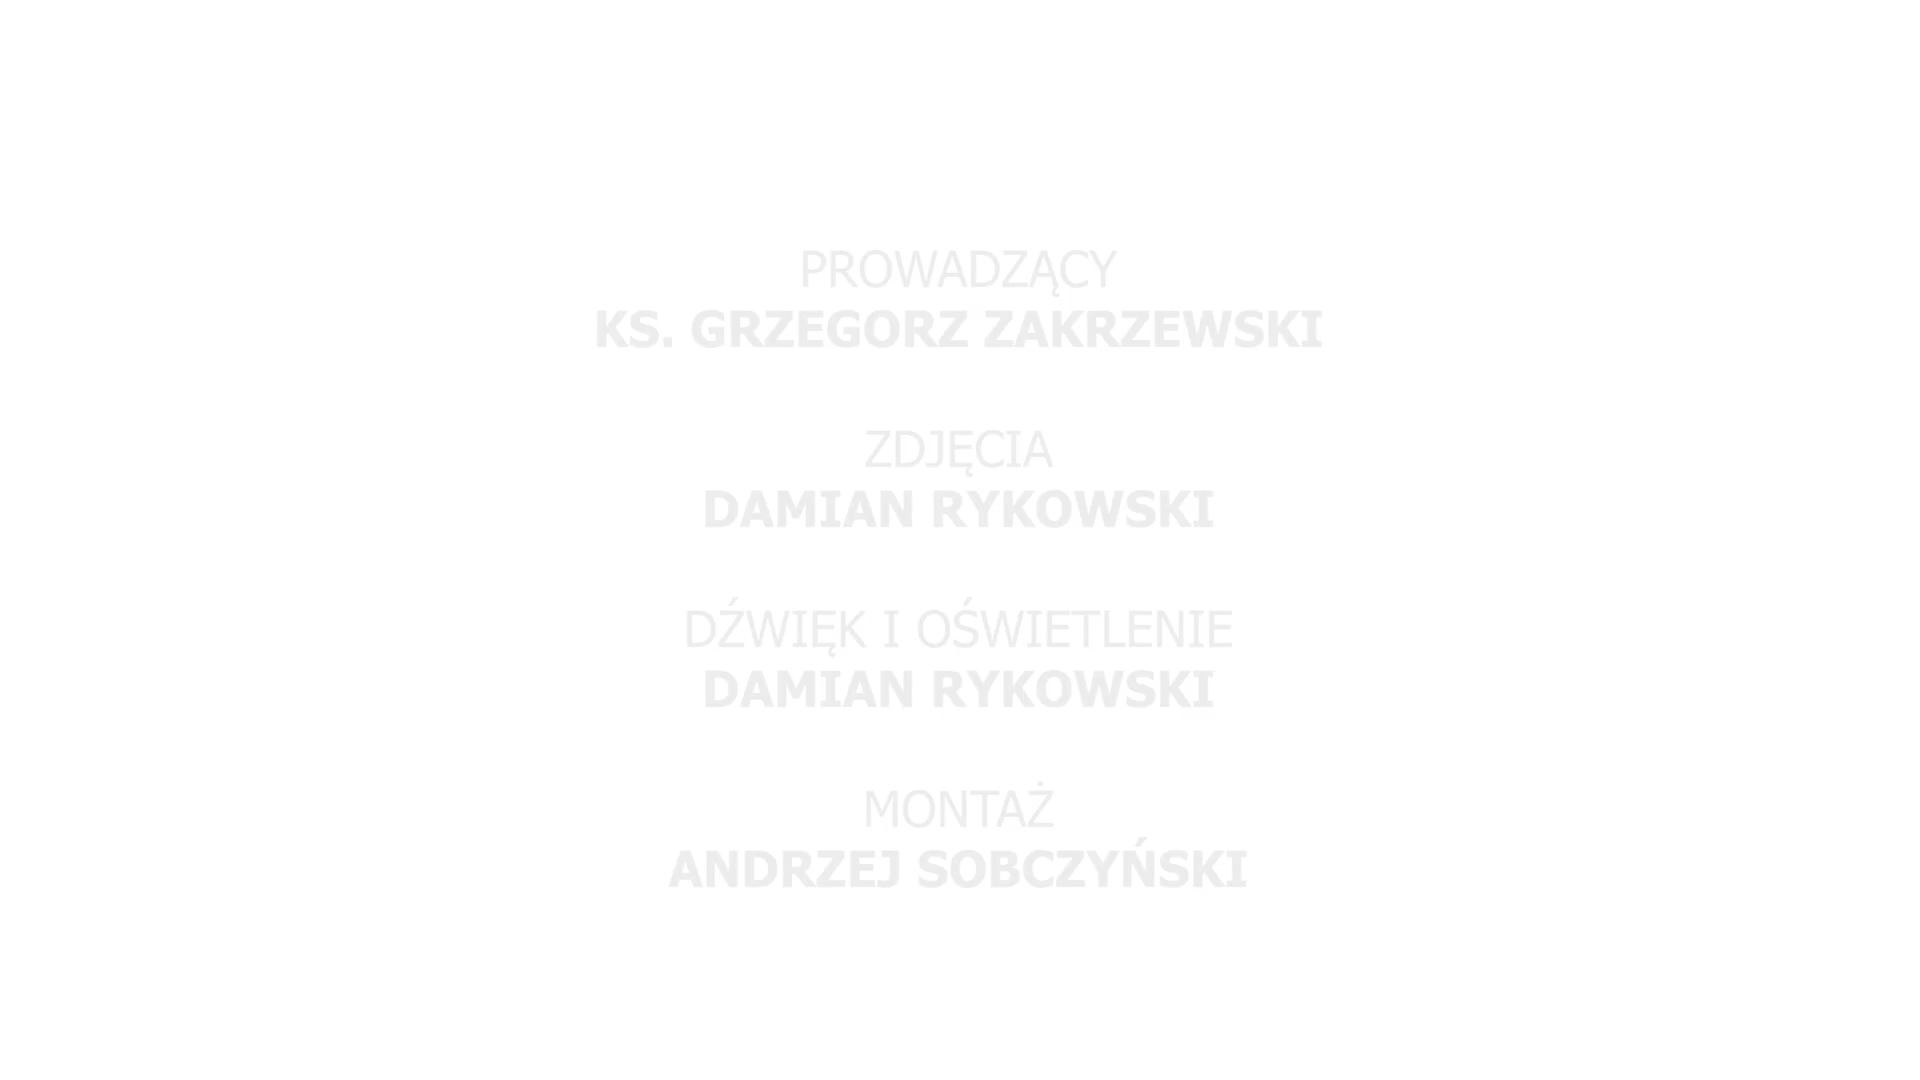 PROWADZĄCY
KS. GRZEGORZ ZAKRZEWSKI
ZDJĘCIA
DAMIAN RYKOWSKI
DŹWIĘK I OŚWIETLENIE
DAMIAN RYKOWSKI
MONTAŻ
ANDRZEJ SOBCZYŃSKI